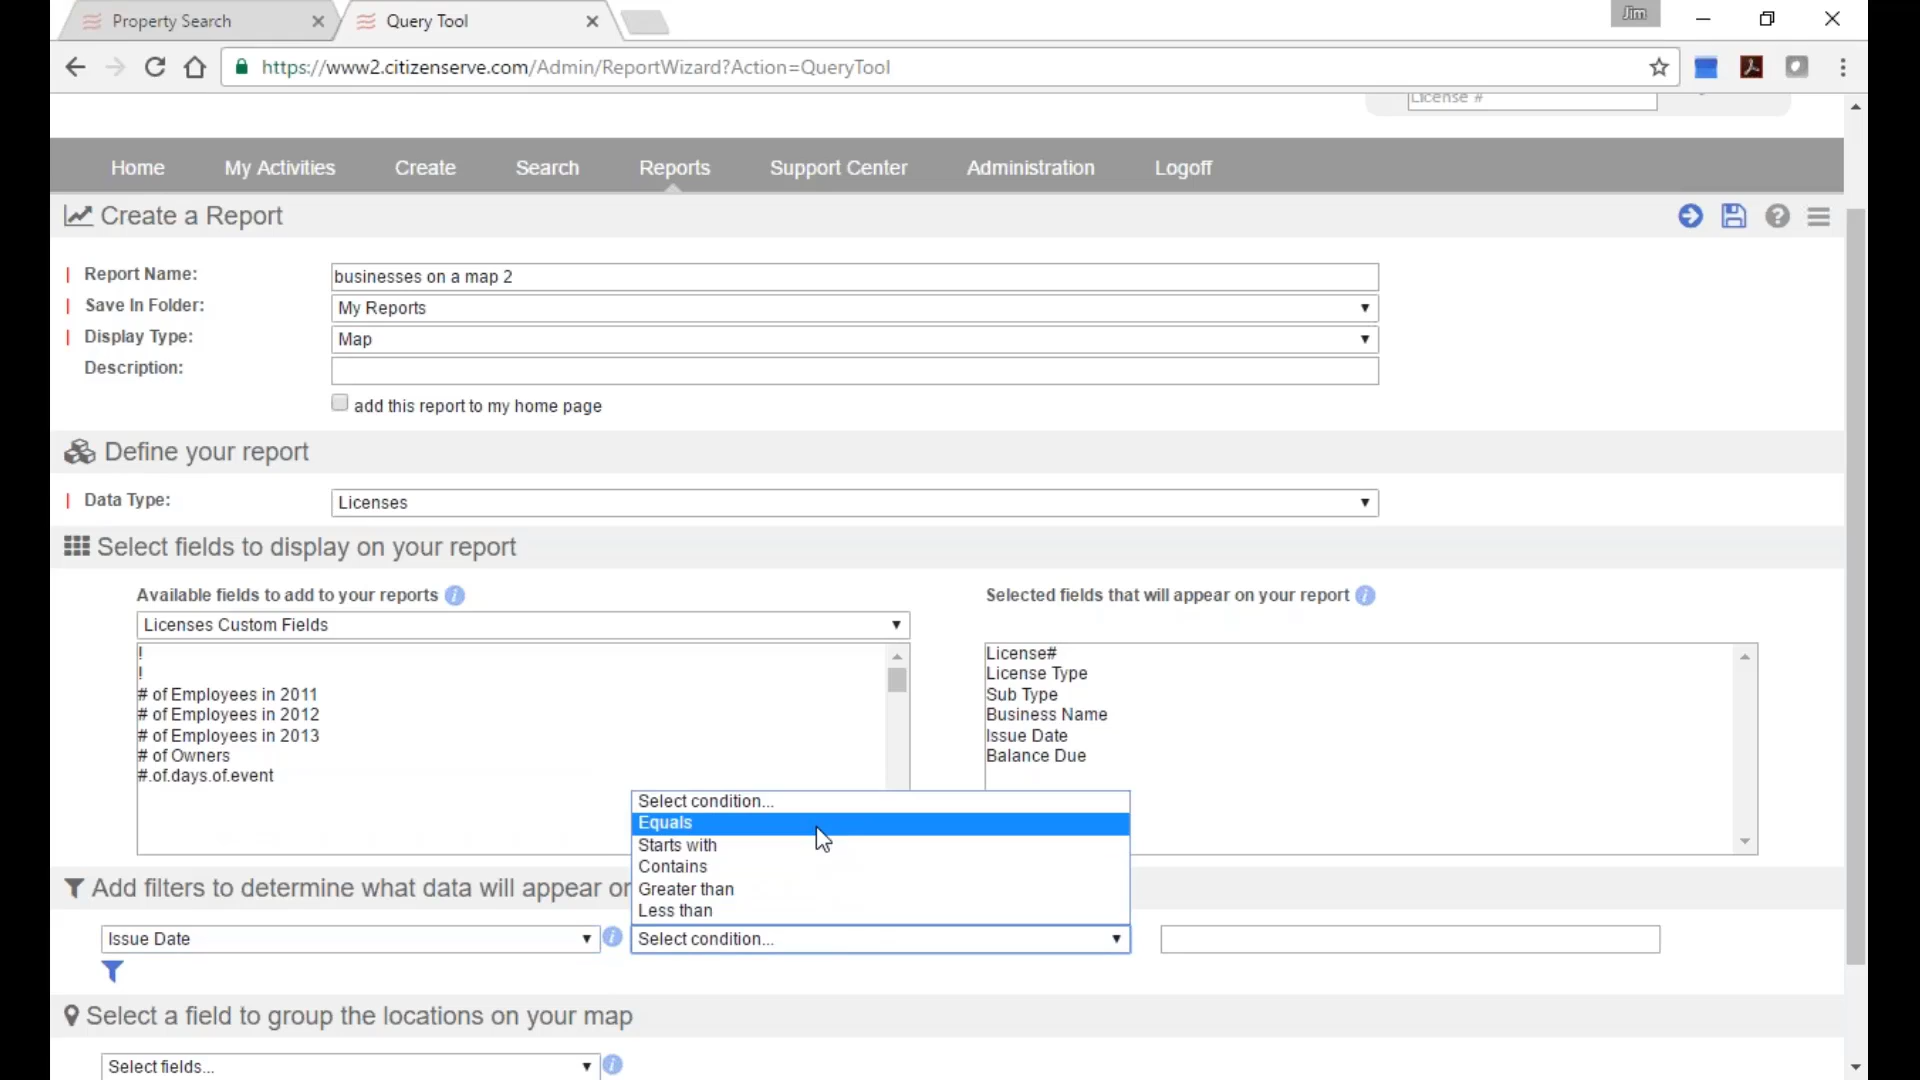 Property Search
Query Tool
Jim
https://www2.citizenserve.com/Admin/ReportWizard?Action=QueryTool
License #
Home
My Activities
Create
Search
Reports
Support Center
Administration
Logoff
Create a Report
Report Name:
businesses on a map 2
Save In Folder:
My Reports
Display Type:
Map
Description:
add this report to my home page
Define your report
Data Type:
Licenses
Select fields to display on your report
Available fields to add to your reports
Selected fields that will appear on your report
Licenses Custom Fields
!
!
# of Employees in 2011
# of Employees in 2012
# of Employees in 2013
# of Owners
#.of.days.of.event
License#
License Type
Sub Type
Business Name
Issue Date
Balance Due
Select condition...
Equals
Starts with
Contains
Greater than
Less than
Add filters to determine what data will appear or
Issue Date
Select condition...
Select a field to group the locations on your map
Select fields...